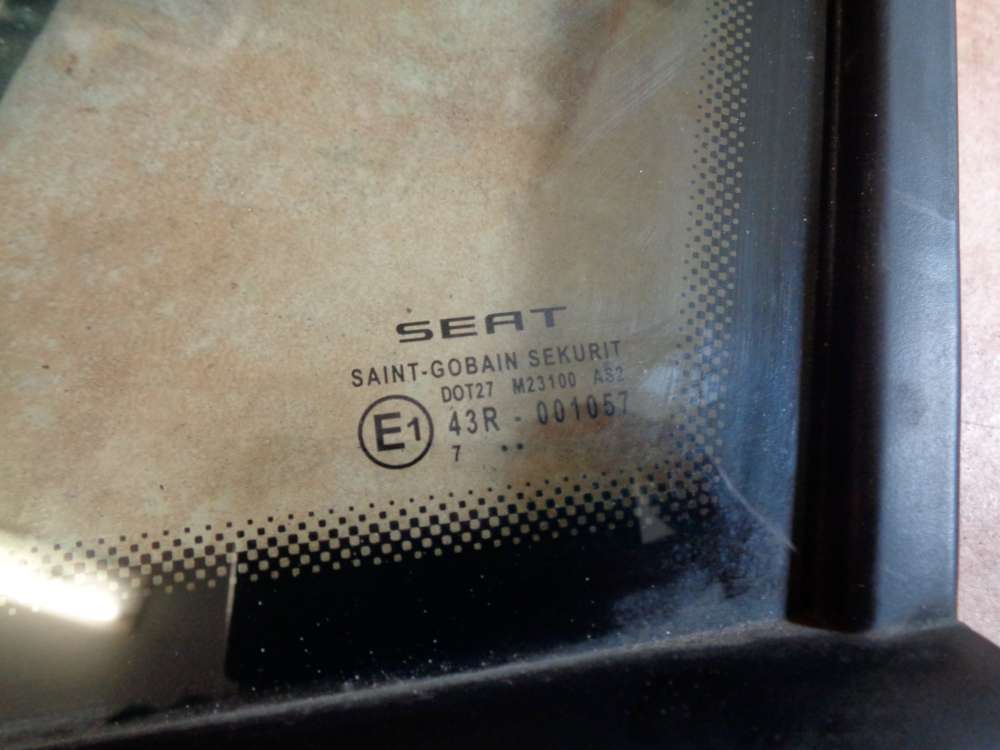 SEAT
SAINT-GOBAIN SEKURIT
DOT27 M23100 AS2
E1 43R - 001057
7 ..